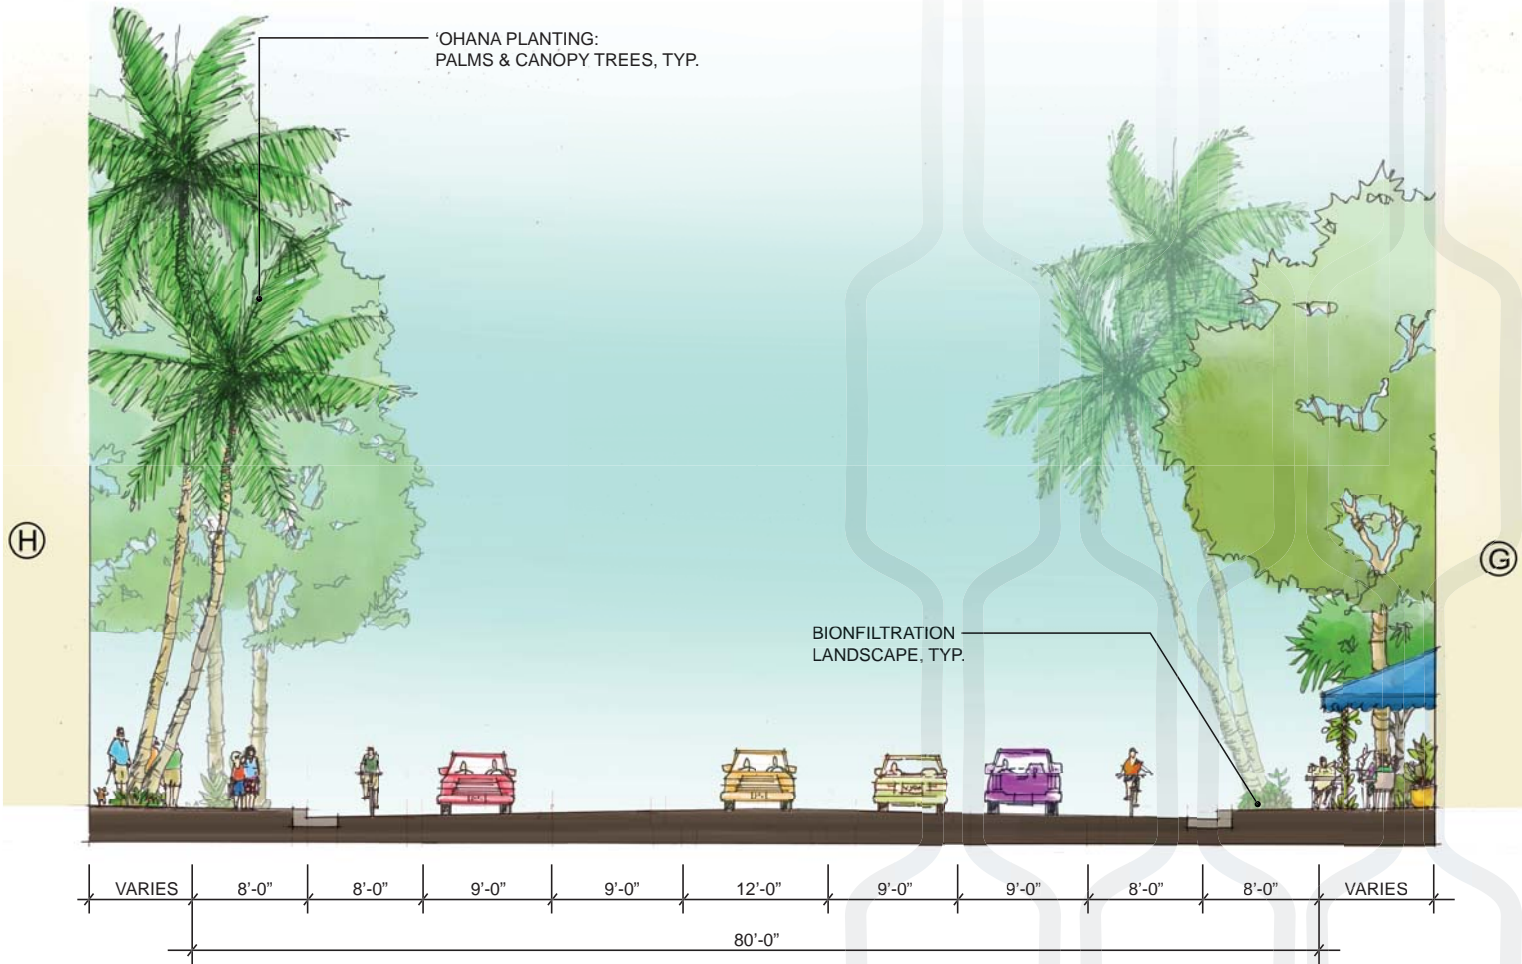 ‘OHANA PLANTING:
PALMS & CANOPY TREES, TYP.
H
G
BIONFILTRATION
LANDSCAPE, TYP.
VARIES 8’-0” 8’-0” 9’-0” 9’-0” 12’-0” 9’-0” 9’-0” 8’-0” 8’-0” VARIES
80’-0”